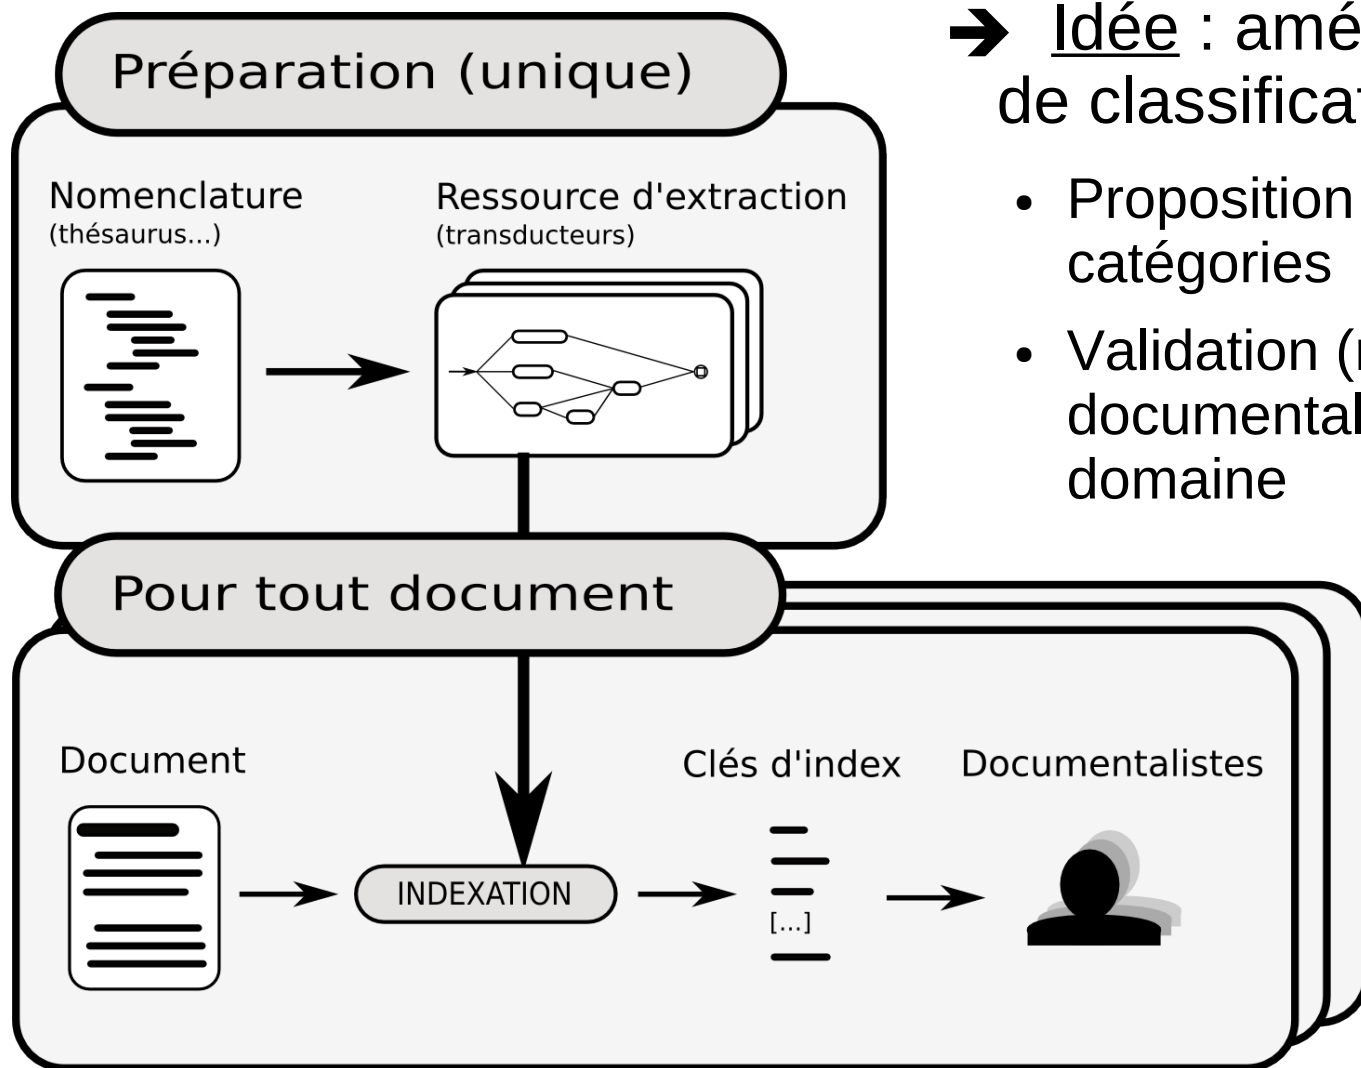 Préparation (unique)
Nomenclature
(thésaurus...)
Ressource d'extraction
(transducteurs)
➔ Idée : amé
de classificat
• Proposition
catégories
• Validation (r
documental
domaine
Pour tout document
Document
INDEXATION
Clés d'index
[...]
Documentalistes